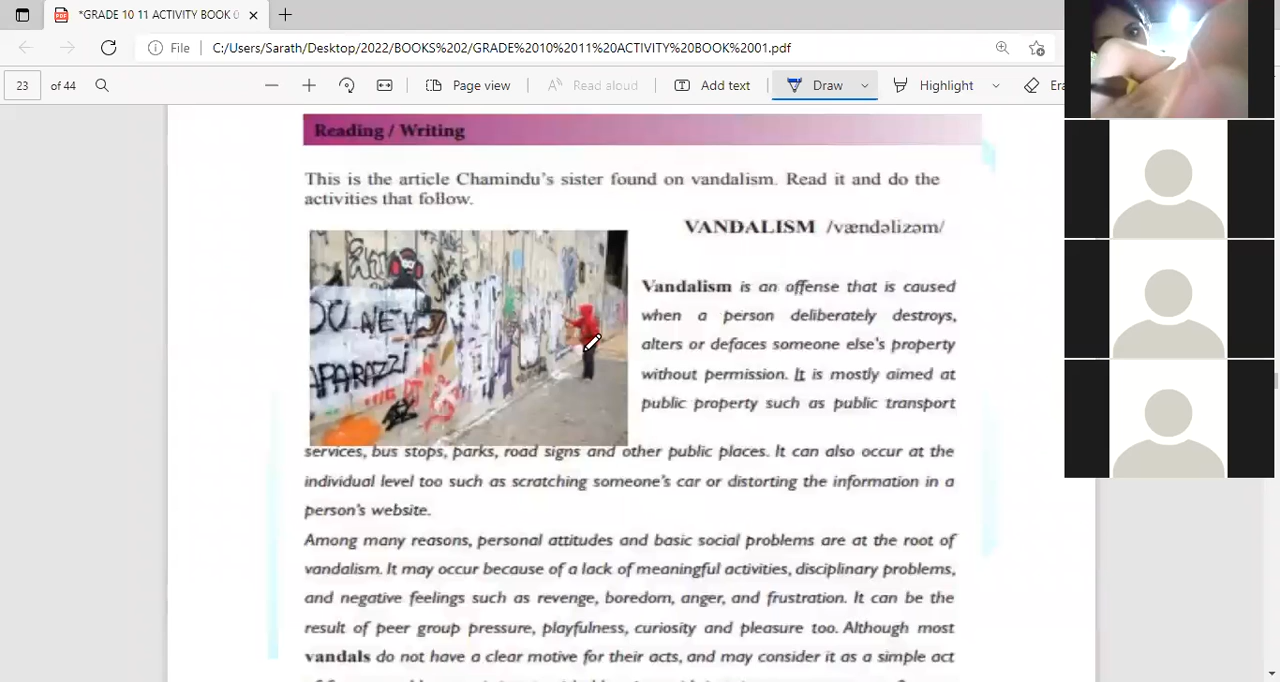 *GRADE 10 11 ACTIVITY BOOK 0
File C:/Users/Sarath/Desktop/2022/BOOKS%202/GRADE%2010%2011%20ACTIVITY%20BOOK%2001.pdf
23 of 44 Page view Read aloud Add text Draw Highlight Era
Reading / Writing
This is the article Chamindu's sister found on vandalism. Read it and do the
activities that follow.
VANDALISM /vændəlizəm/
OU NEV
APARAZZI
Vandalism is an offense that is caused
when a person deliberately destroys,
alters or defaces someone else's property
without permission. It is mostly aimed at
public property such as public transport
services, bus stops, parks, road signs and other public places. It can also occur at the
individual level too such as scratching someone's car or distorting the information in a
person's website.
Among many reasons, personal attitudes and basic social problems are at the root of
vandalism. It may occur because of a lack of meaningful activities, disciplinary problems,
and negative feelings such as revenge, boredom, anger, and frustration. It can be the
result of peer group pressure, playfulness, curiosity and pleasure too. Although most
vandals do not have a clear motive for their acts, and may consider it as a simple act